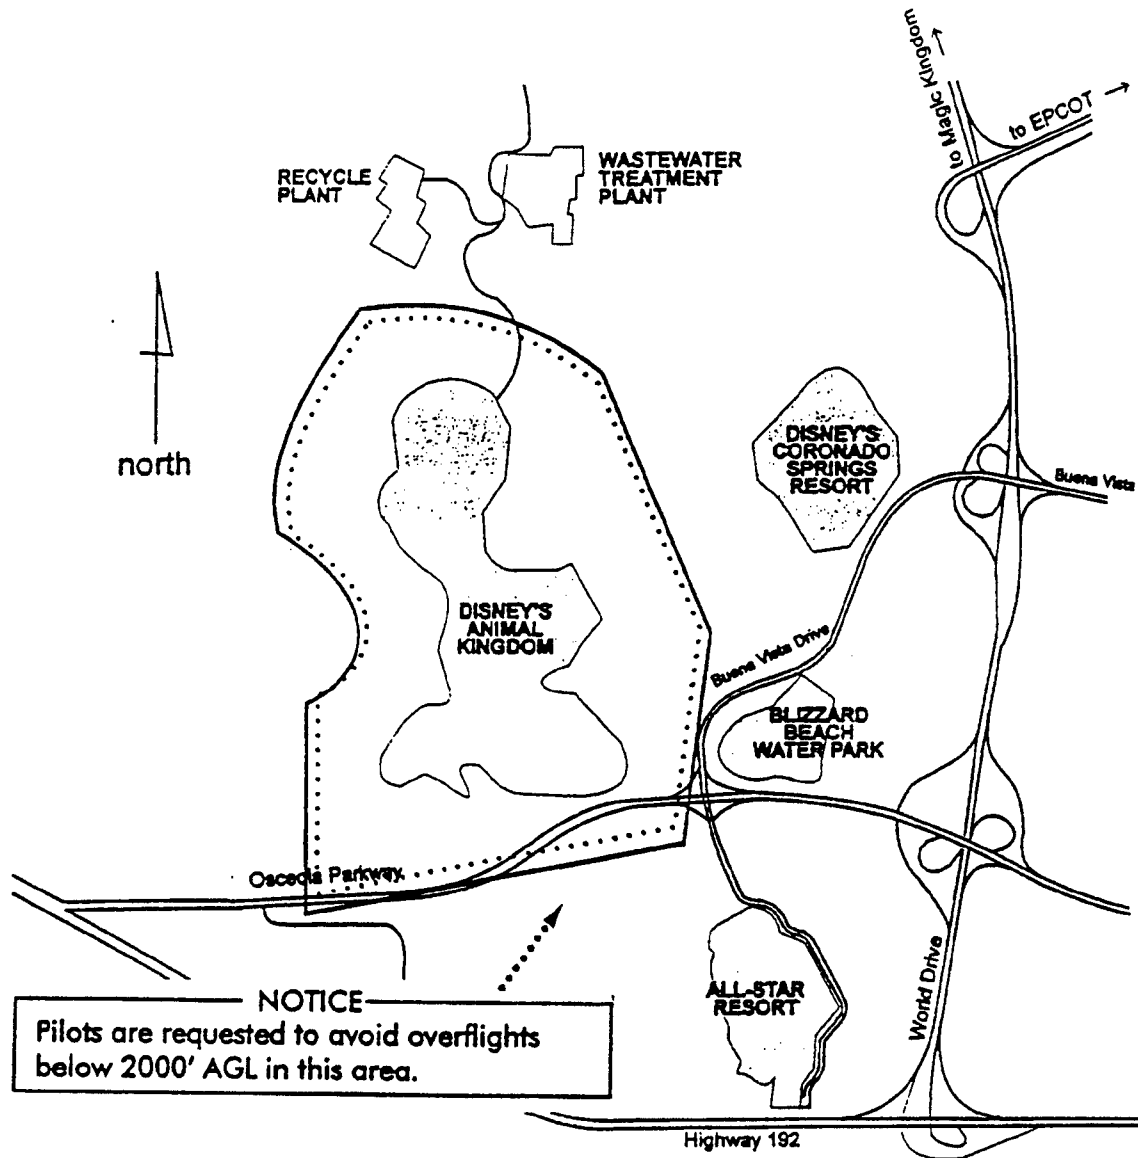 to Magic Kingdom
to EPCOT
RECYCLE
PLANT
WASTEWATER
TREATMENT
PLANT
north
DISNEY'S
CORONADO
SPRINGS
RESORT
Buena Vista
DISNEY'S
ANIMAL
KINGDOM
Buena Vista Drive
BLIZZARD
BEACH
WATER PARK
Osceola Parkway
ALL-STAR
RESORT
World Drive
NOTICE
Pilots are requested to avoid overflights
below 2000' AGL in this area.
Highway 192